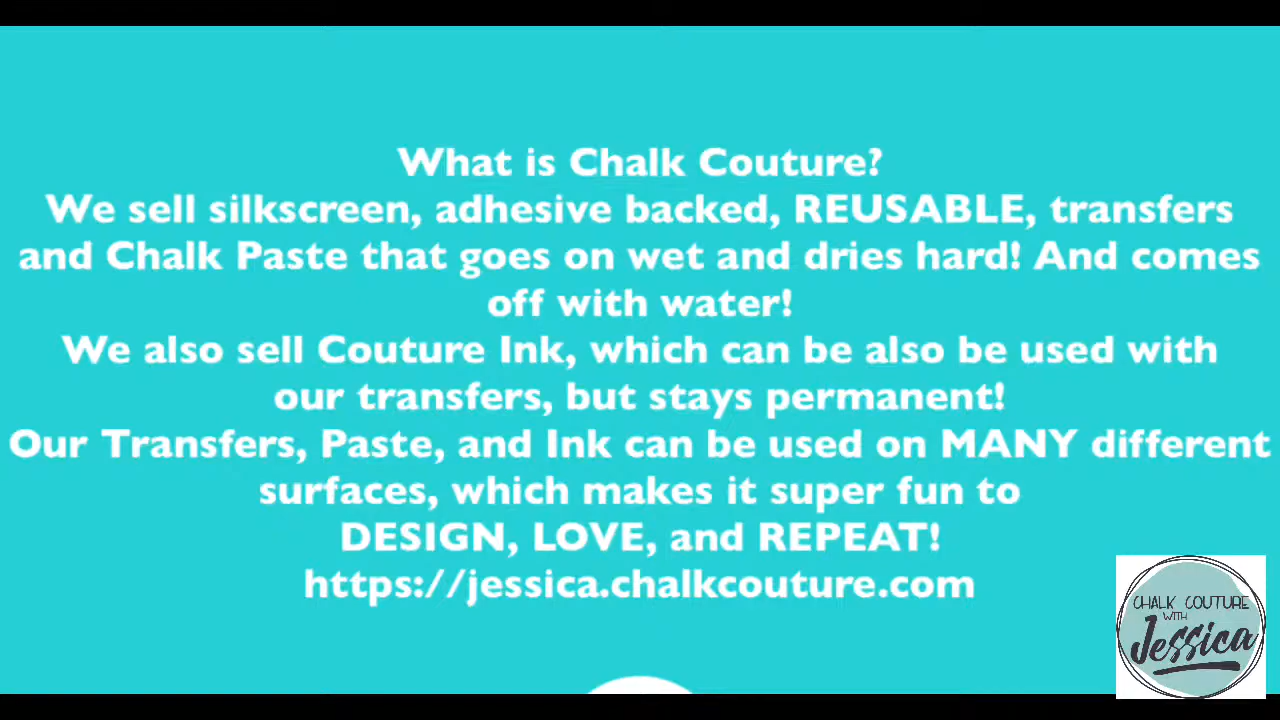 What is Chalk Couture?
We sell silkscreen, adhesive backed, REUSABLE, transfers
and Chalk Paste that goes on wet and dries hard! And comes
off with water!
We also sell Couture Ink, which can be also be used with
our transfers, but stays permanent!
Our Transfers, Paste, and Ink can be used on MANY different
surfaces, which makes it super fun to
DESIGN, LOVE, and REPEAT!
https://jessica.chalkcouture.com
CHALK COUTURE
WITH
Jessica